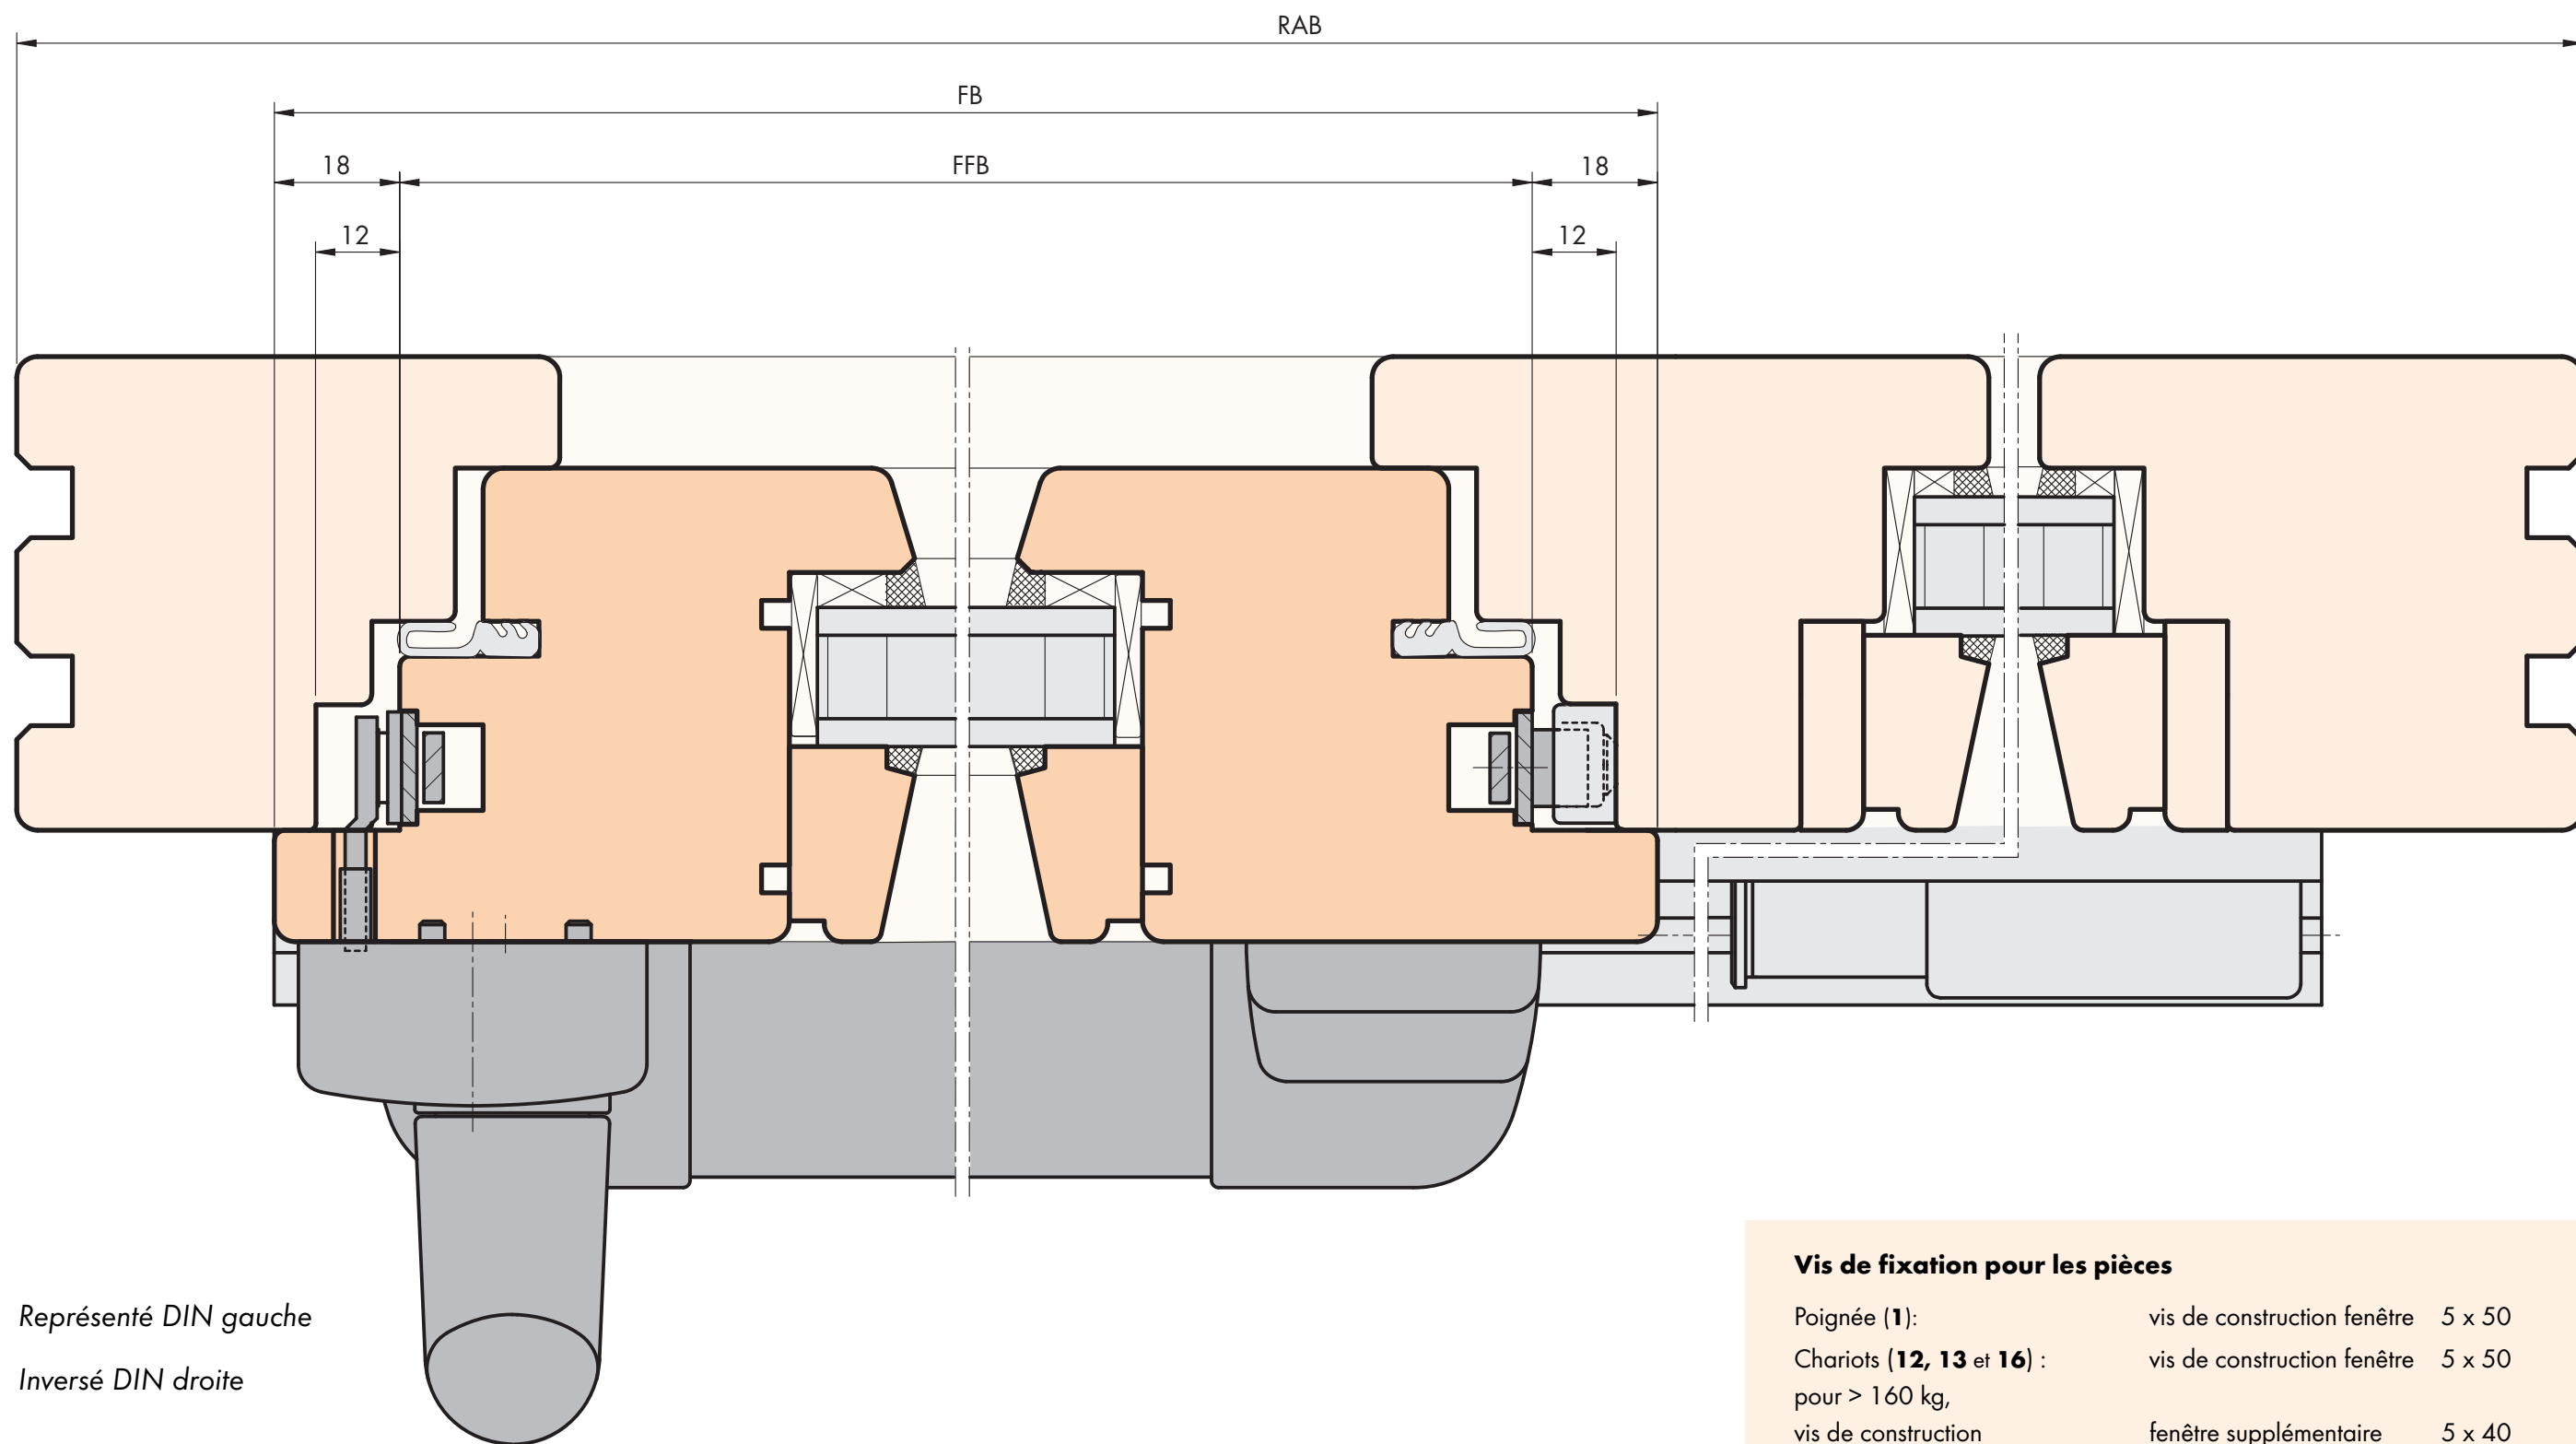 RAB
FB
18
FFB
18
12
12
Représenté DIN gauche
Inversé DIN droite
Vis de fixation pour les pièces
Poignée (1): vis de construction fenêtre 5 x 50
Chariots (12, 13 et 16) : vis de construction fenêtre 5 x 50
pour > 160 kg,
vis de construction fenêtre supplémentaire 5 x 40